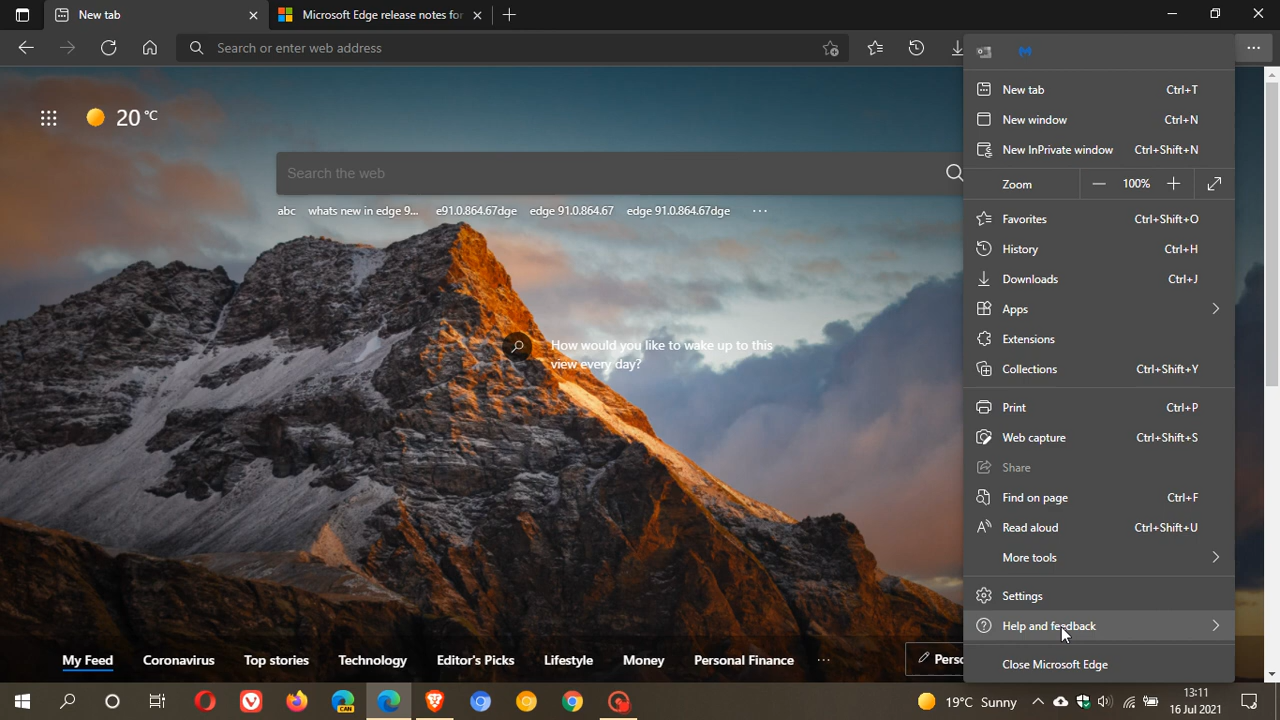 New tab
Microsoft Edge release notes for
Search or enter web address
20 °C
Search the web
abc whats new in edge 9... e91.0.864.67dge edge 91.0.864.67 edge 91.0.864.67dge ...
How would you like to wake up to this
view every day?
My Feed Coronavirus Top stories Technology Editor's Picks Lifestyle Money Personal Finance ...
Perso
New tab Ctrl+T
New window Ctrl+N
New InPrivate window Ctrl+Shift+N
Zoom — 100% +
Favorites Ctrl+Shift+O
History Ctrl+H
Downloads Ctrl+J
Apps
Extensions
Collections Ctrl+Shift+Y
Print Ctrl+P
Web capture Ctrl+Shift+S
Share
Find on page Ctrl+F
Read aloud Ctrl+Shift+U
More tools
Settings
Help and feedback
Close Microsoft Edge
CAN
19°C Sunny
13:11
16 Jul 2021